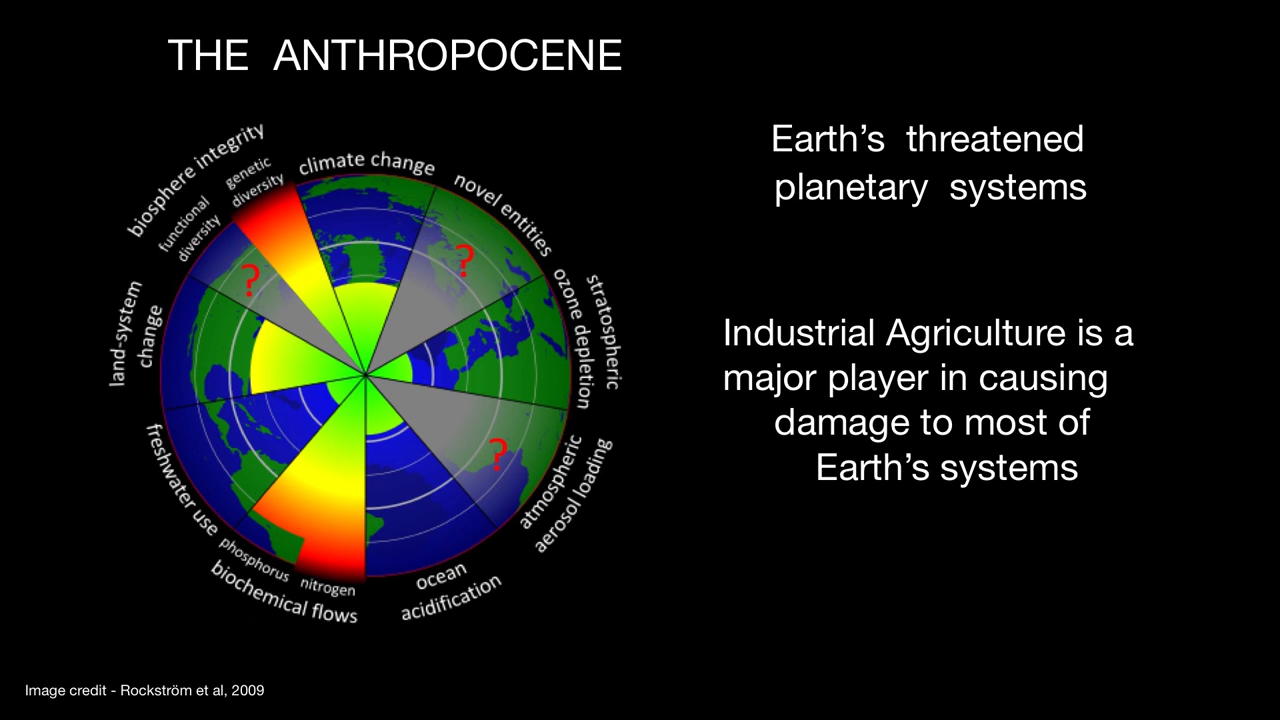 THE ANTHROPOCENE
Earth's threatened
planetary systems
biosphere integrity
genetic
diversity
functional
diversity
climate change
novel entities
stratospheric
ozone depletion
atmospheric
aerosol loading
ocean
acidification
nitrogen
phosphorus
biochemical flows
freshwater use
land-system
change
?
?
?
Industrial Agriculture is a
major player in causing
damage to most of
Earth's systems
Image credit - Rockström et al, 2009